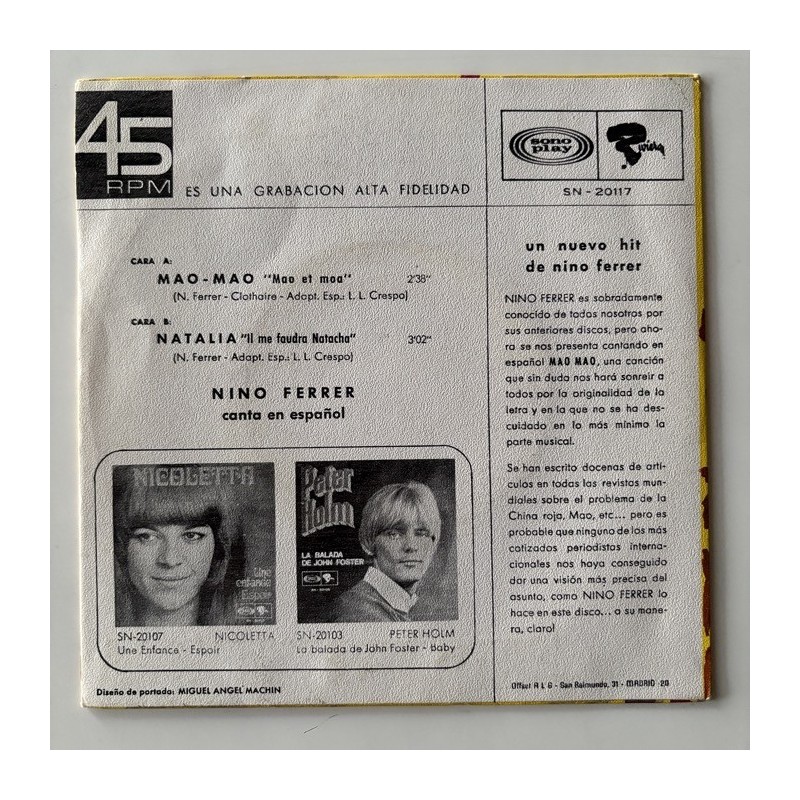 45
RPM
ES UNA GRABACION ALTA FIDELIDAD
sono
play
Riviera
SN - 20117
CARA A:
MAO-MAO "Mao et moa" 2'38"
(N. Ferrer - Clothaire - Adapt. Esp.: L. L. Crespo)
CARA B:
NATALIA "Il me faudra Natacha" 3'02"
(N. Ferrer - Adapt. Esp.: L. L. Crespo)
NINO FERRER
canta en español
un nuevo hit
de nino ferrer
NINO FERRER es sobradamente
conocido de todos nosotros por
sus anteriores discos, pero aho-
ra se nos presenta cantando en
español MAO MAO, una canción
que sin duda nos hará sonreir a
todos por la originalidad de la
letra y en la que no se ha des-
cuidado en lo más mínimo la
parte musical.
Se han escrito docenas de artí-
culos en todas las revistas mun-
diales sobre el problema de la
China roja, Mao, etc... pero es
probable que ninguno de los más
cotizados periodistas interna-
cionales nos haya conseguido
dar una visión más precisa del
asunto, como NINO FERRER lo
hace en este disco... a su mane-
ra, claro!
NICOLETTA
Une
enfance
Espoir
Peter
Holm
LA BALADA
DE JOHN FOSTER
SN-20107 NICOLETTA
Une Enfance - Espoir
SN-20103 PETER HOLM
La balada de John Foster - Baby
Diseño de portada: MIGUEL ANGEL MACHIN
Offset A L G - San Raimundo, 31 - MADRID - 20